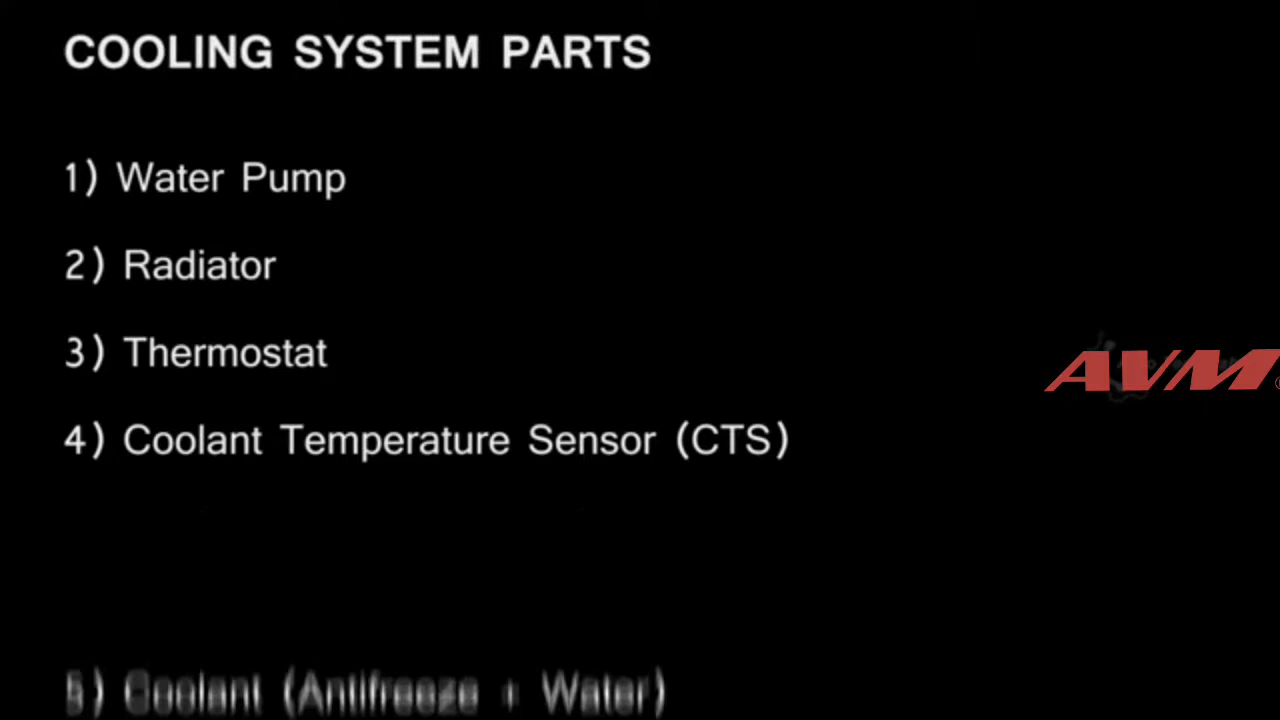 COOLING SYSTEM PARTS
1) Water Pump
2) Radiator
3) Thermostat
4) Coolant Temperature Sensor (CTS)
AVM
5) Coolant (Antifreeze + Water)